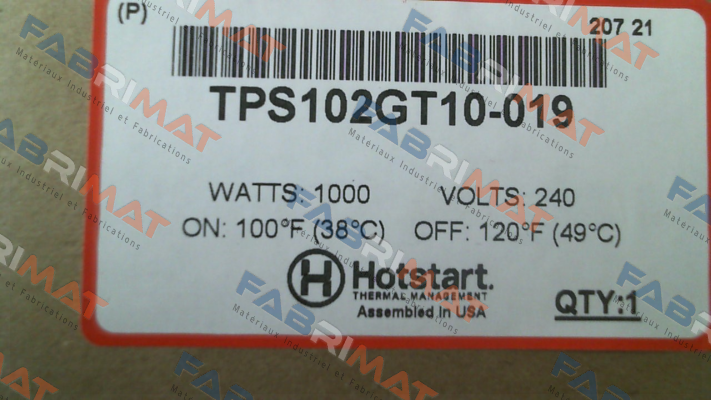 (P)
207 21
TPS102GT10-019
WATTS: 1000 VOLTS: 240
ON: 100°F (38°C) OFF: 120°F (49°C)
H Hotstart.
THERMAL MANAGEMENT
Assembled in USA
QTY:1
FABRIMAT
Matériaux Industriel et Fabrications